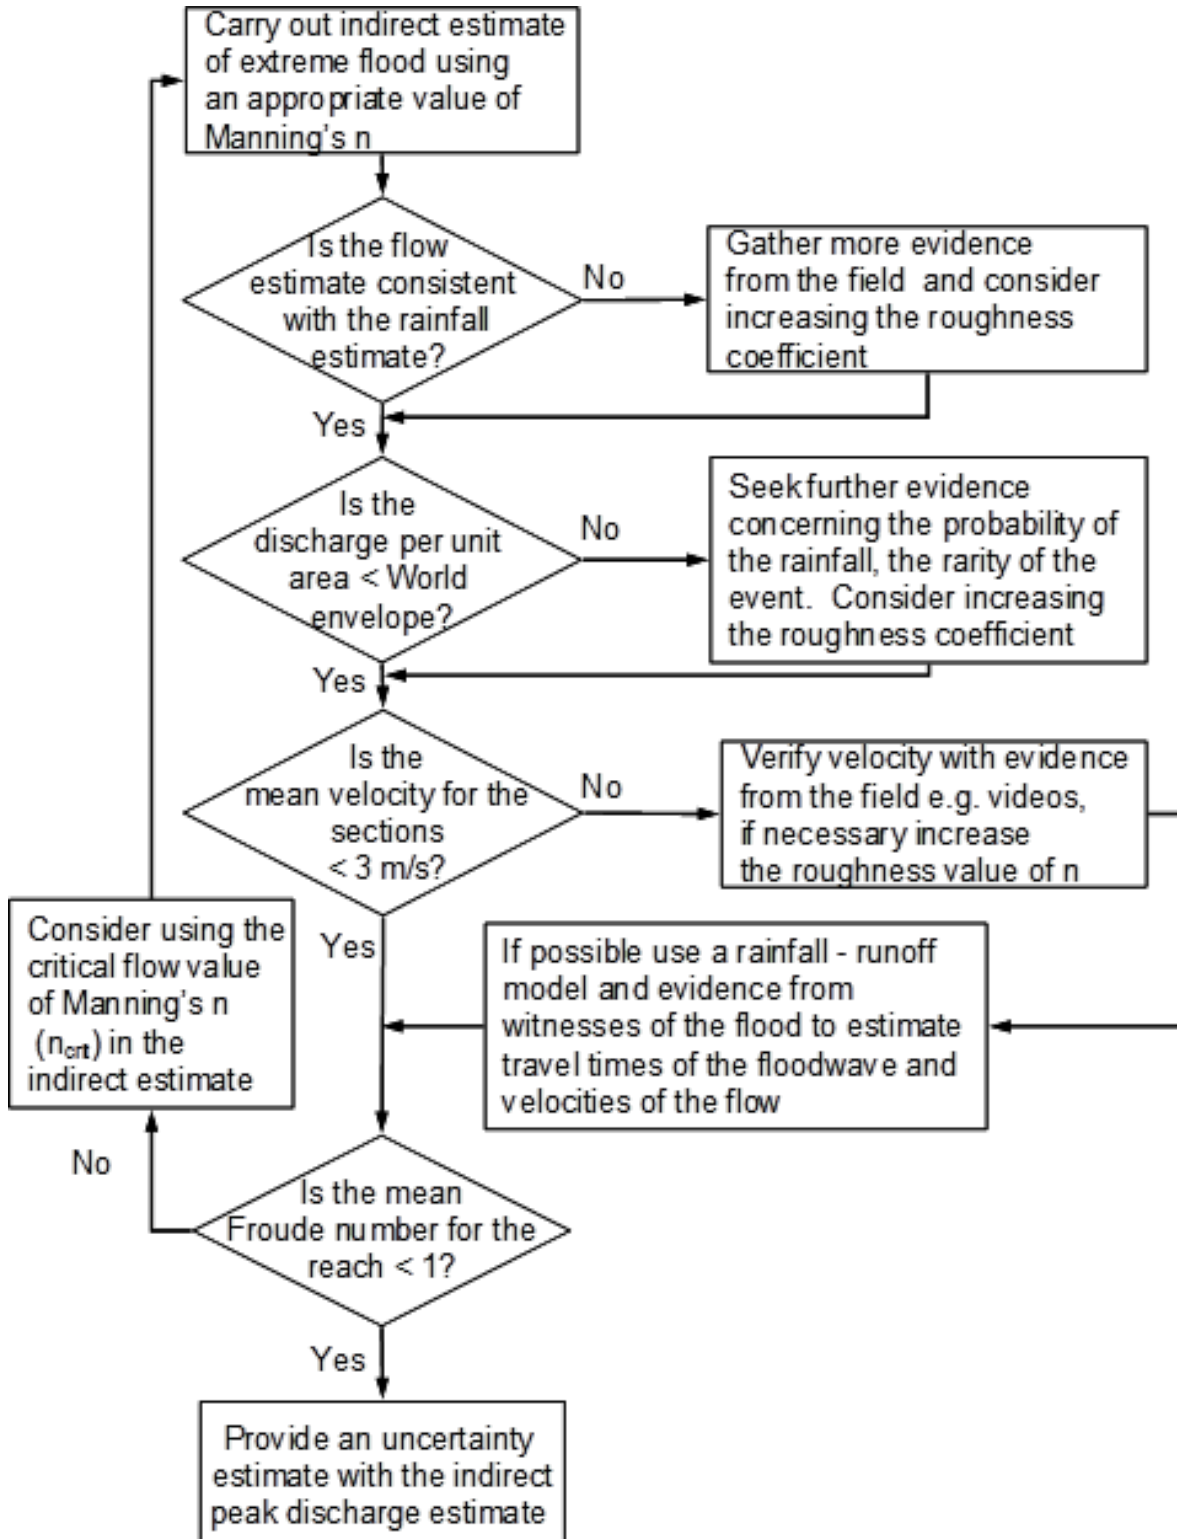 Carry out indirect estimate
of extreme flood using
an appropriate value of
Manning's n
Is the flow
estimate consistent
with the rainfall
estimate?
No
Gather more evidence
from the field and consider
increasing the roughness
coefficient
Yes
Is the
discharge per unit
area < World
envelope?
No
Seek further evidence
concerning the probability of
the rainfall, the rarity of the
event. Consider increasing
the roughness coefficient
Yes
Is the
mean velocity for the
sections
< 3 m/s?
No
Verify velocity with evidence
from the field e.g. videos,
if necessary increase
the roughness value of n
Yes
If possible use a rainfall - runoff
model and evidence from
witnesses of the flood to estimate
travel times of the floodwave and
velocities of the flow
Consider using the
critical flow value
of Manning's n
(ncrt) in the
indirect estimate
No
Is the mean
Froude number for the
reach < 1?
Yes
Provide an uncertainty
estimate with the indirect
peak discharge estimate